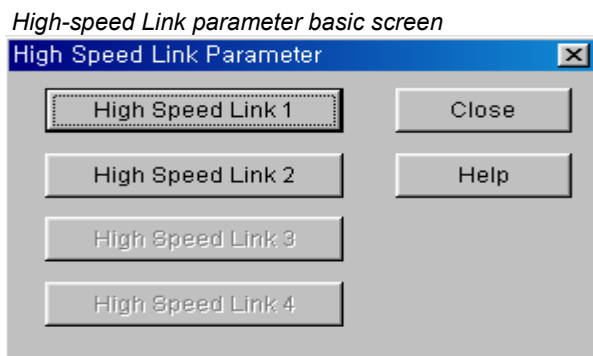 High-speed Link parameter basic screen
High Speed Link Parameter
High Speed Link 1
Close
High Speed Link 2
Help
High Speed Link 3
High Speed Link 4